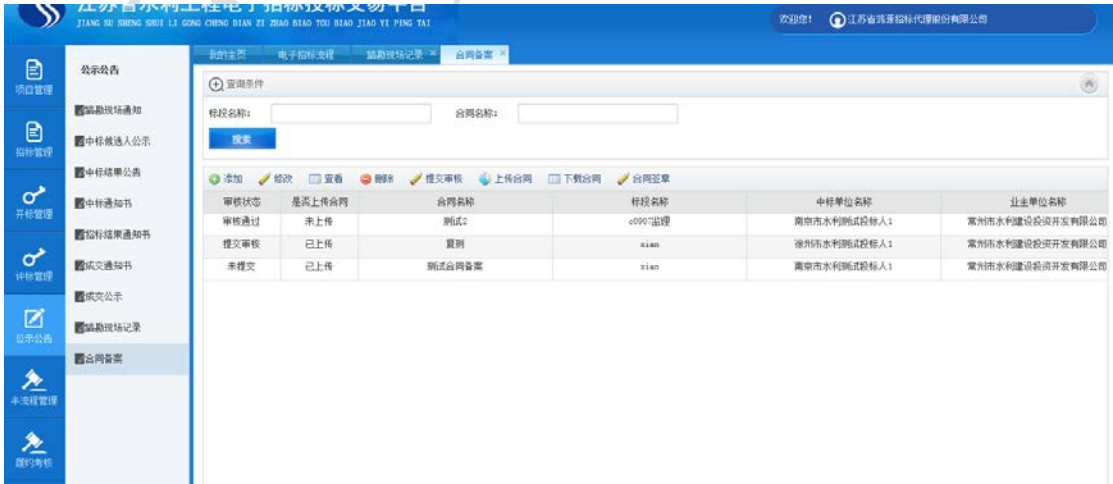 江苏省水利工程电子招标投标交易平台
JIANG SU SHENG SHUI LI GONG CHENG DIAN ZI ZHAO BIAO TOU BIAO JIAO YI PING TAI
欢迎您! 江苏省鸿源招标代理股份有限公司
我的主页 电子招标流程 踏勘现场记录 × 合同备案 ×
项目管理
招标管理
开标管理
评标管理
公示公告
半流程管理
履约考核
公示公告
踏勘现场通知
中标候选人公示
中标结果公告
中标通知书
招标结果通知书
成交通知书
成交公示
踏勘现场记录
合同备案
查询条件
标段名称: 合同名称:
搜索
添加 修改 查看 删除 提交审核 上传合同 下载合同 合同签章
审核状态 是否上传合同 合同名称 标段名称 中标单位名称 业主单位名称
审核通过 未上传 测试2 c0907监理 南京市水利测试投标人1 常州市水利建设投资开发有限公司
提交审核 已上传 夏测 xian 徐州市水利测试投标人1 常州市水利建设投资开发有限公司
未提交 已上传 测试合同备案 xian 南京市水利测试投标人1 常州市水利建设投资开发有限公司